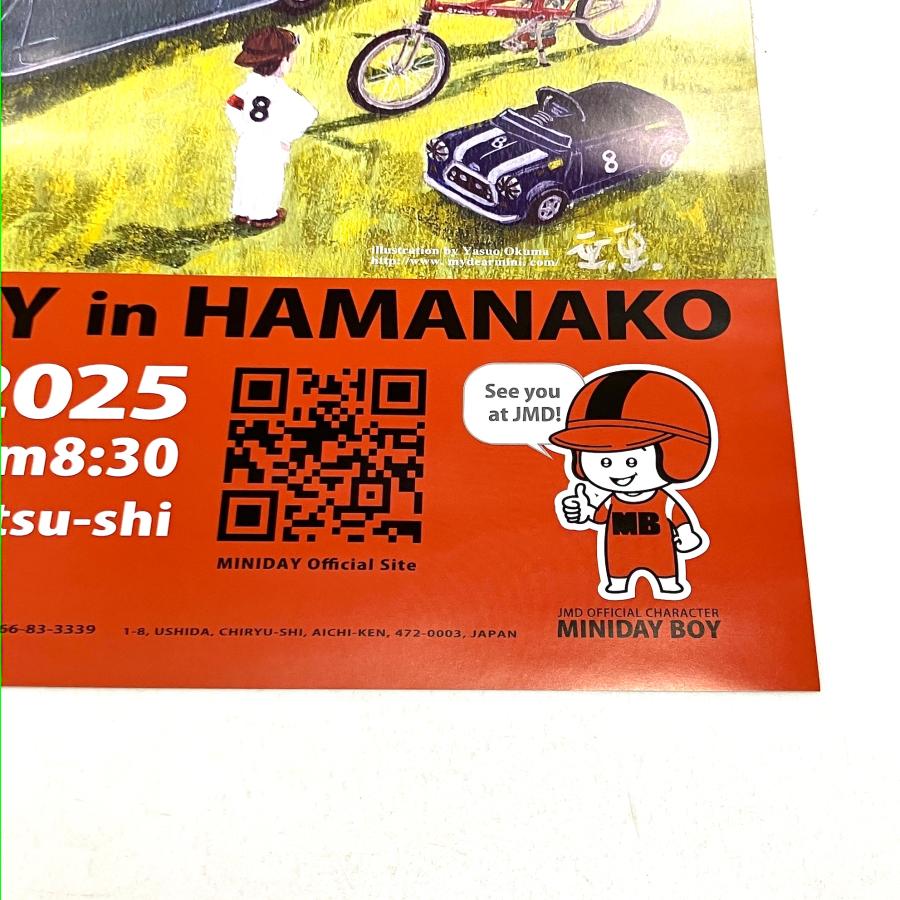 8
8
8
Illustration by Yasuo Okuma
http://www.mydearmini.com/
Y in HAMANAKO
2025
m8:30
tsu-shi
See you
at JMD!
MB
MINIDAY Official Site
66-83-3339 1-8, USHIDA, CHIRYU-SHI, AICHI-KEN, 472-0003, JAPAN
JMD OFFICIAL CHARACTER
MINIDAY BOY